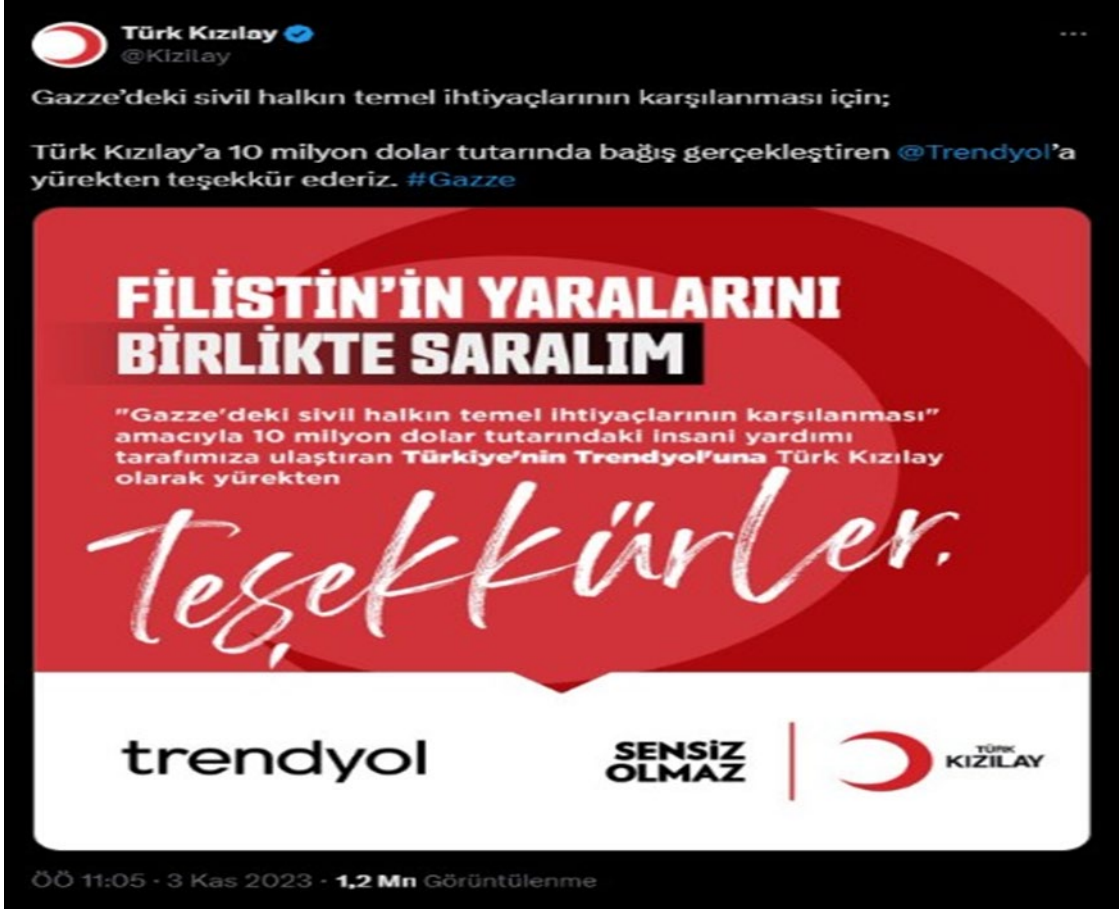 Türk Kızılay
@Kizilay
Gazze'deki sivil halkın temel ihtiyaçlarının karşılanması için;
Türk Kızılay'a 10 milyon dolar tutarında bağış gerçekleştiren @Trendyol'a
yürekten teşekkür ederiz. #Gazze
FİLİSTİN'İN YARALARINI
BİRLİKTE SARALIM
"Gazze'deki sivil halkın temel ihtiyaçlarının karşılanması"
amacıyla 10 milyon dolar tutarındaki insani yardımı
tarafımıza ulaştıran Türkiye'nin Trendyol'una Türk Kızılay
olarak yürekten
Teşekkürler.
trendyol
SENSİZ
OLMAZ
TÜRK
KIZILAY
ÖÖ 11:05 · 3 Kas 2023 · 1,2 Mn Görüntülenme